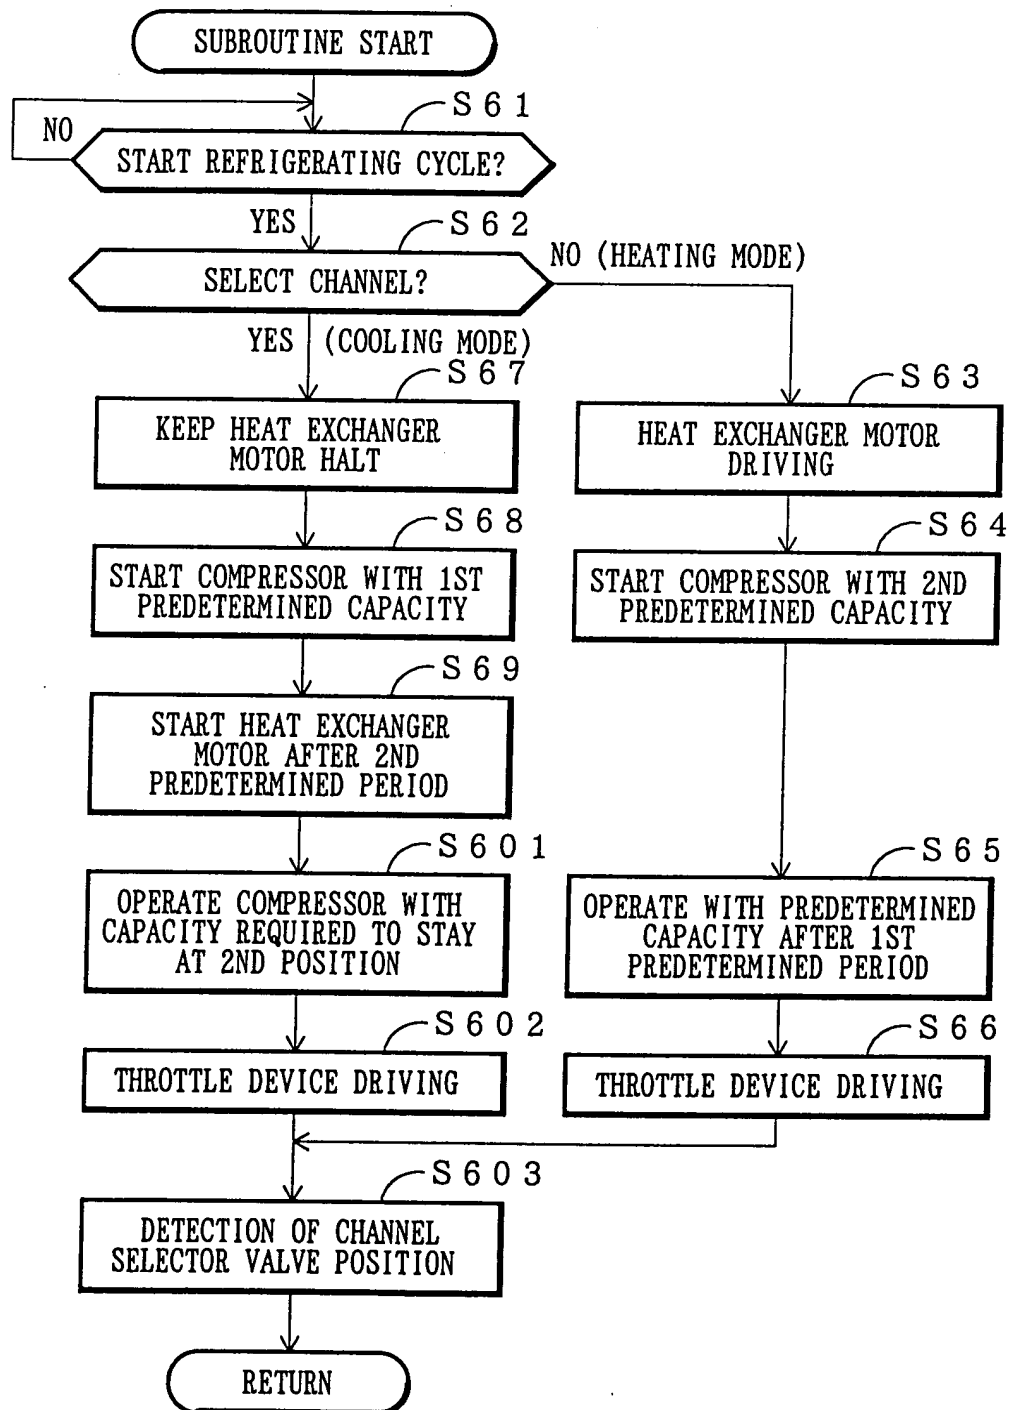 SUBROUTINE START
S61
NO
START REFRIGERATING CYCLE?
YES
S62
NO (HEATING MODE)
SELECT CHANNEL?
YES (COOLING MODE)
S67
KEEP HEAT EXCHANGER
MOTOR HALT
S63
HEAT EXCHANGER MOTOR
DRIVING
S68
START COMPRESSOR WITH 1ST
PREDETERMINED CAPACITY
S64
START COMPRESSOR WITH 2ND
PREDETERMINED CAPACITY
S69
START HEAT EXCHANGER
MOTOR AFTER 2ND
PREDETERMINED PERIOD
S601
OPERATE COMPRESSOR WITH
CAPACITY REQUIRED TO STAY
AT 2ND POSITION
S65
OPERATE WITH PREDETERMINED
CAPACITY AFTER 1ST
PREDETERMINED PERIOD
S602
THROTTLE DEVICE DRIVING
S66
THROTTLE DEVICE DRIVING
S603
DETECTION OF CHANNEL
SELECTOR VALVE POSITION
RETURN